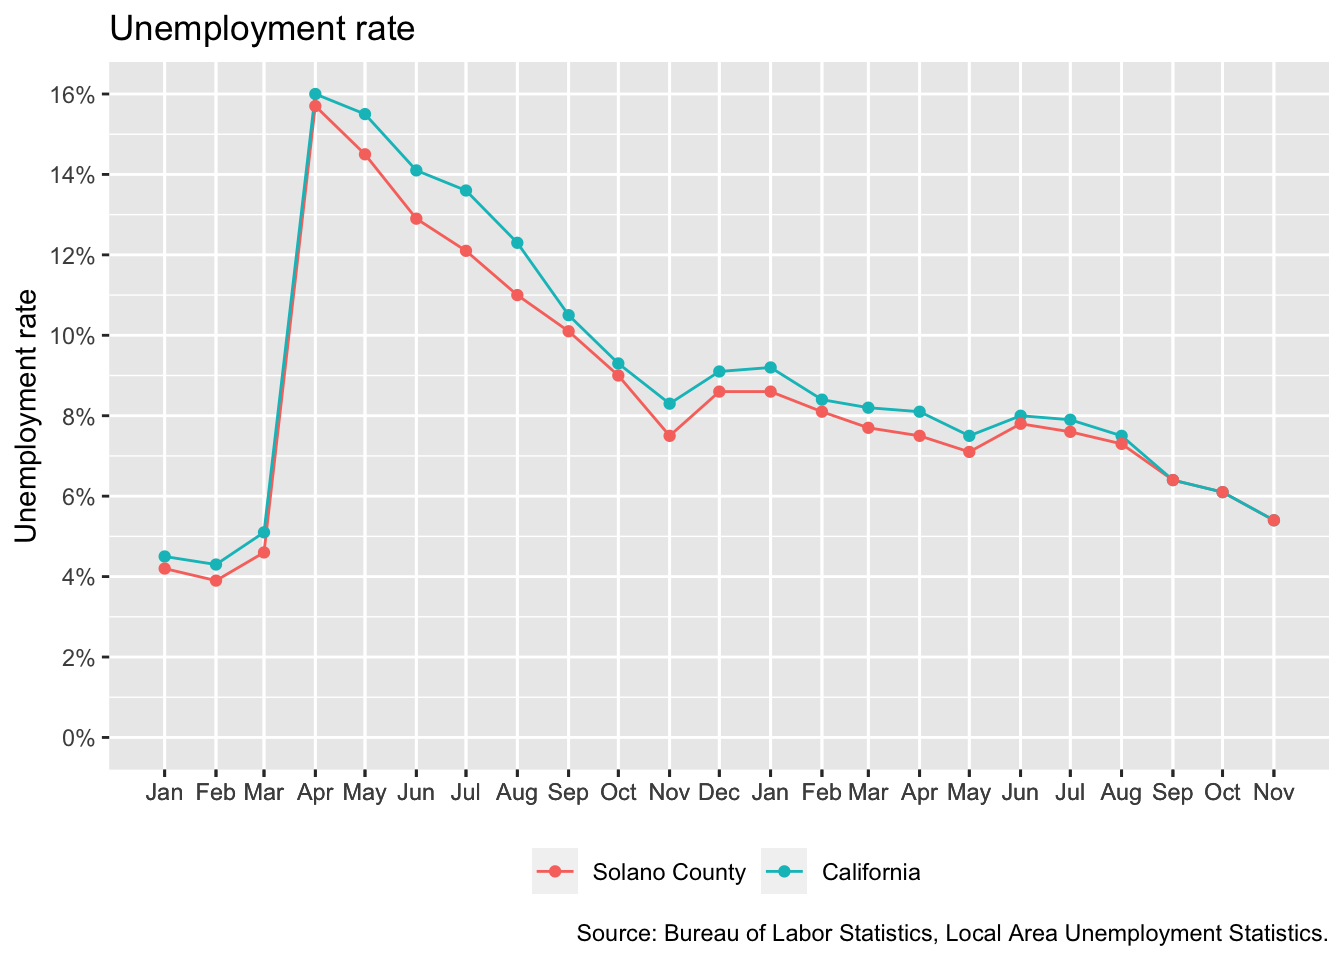 Unemployment rate
Unemployment rate
16%
14%
12%
10%
8%
6%
4%
2%
0%
Jan Feb Mar Apr May Jun Jul Aug Sep Oct Nov Dec Jan Feb Mar Apr May Jun Jul Aug Sep Oct Nov
Solano County California
Source: Bureau of Labor Statistics, Local Area Unemployment Statistics.